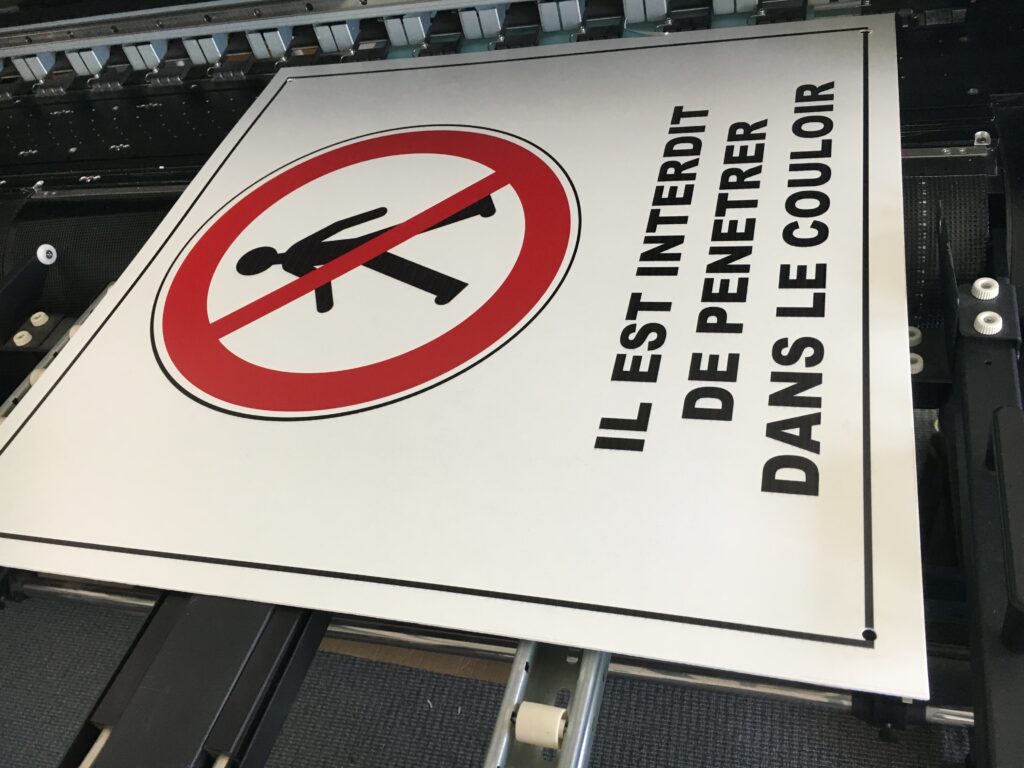 IL EST INTERDIT
DE PENETRER
DANS LE COULOIR